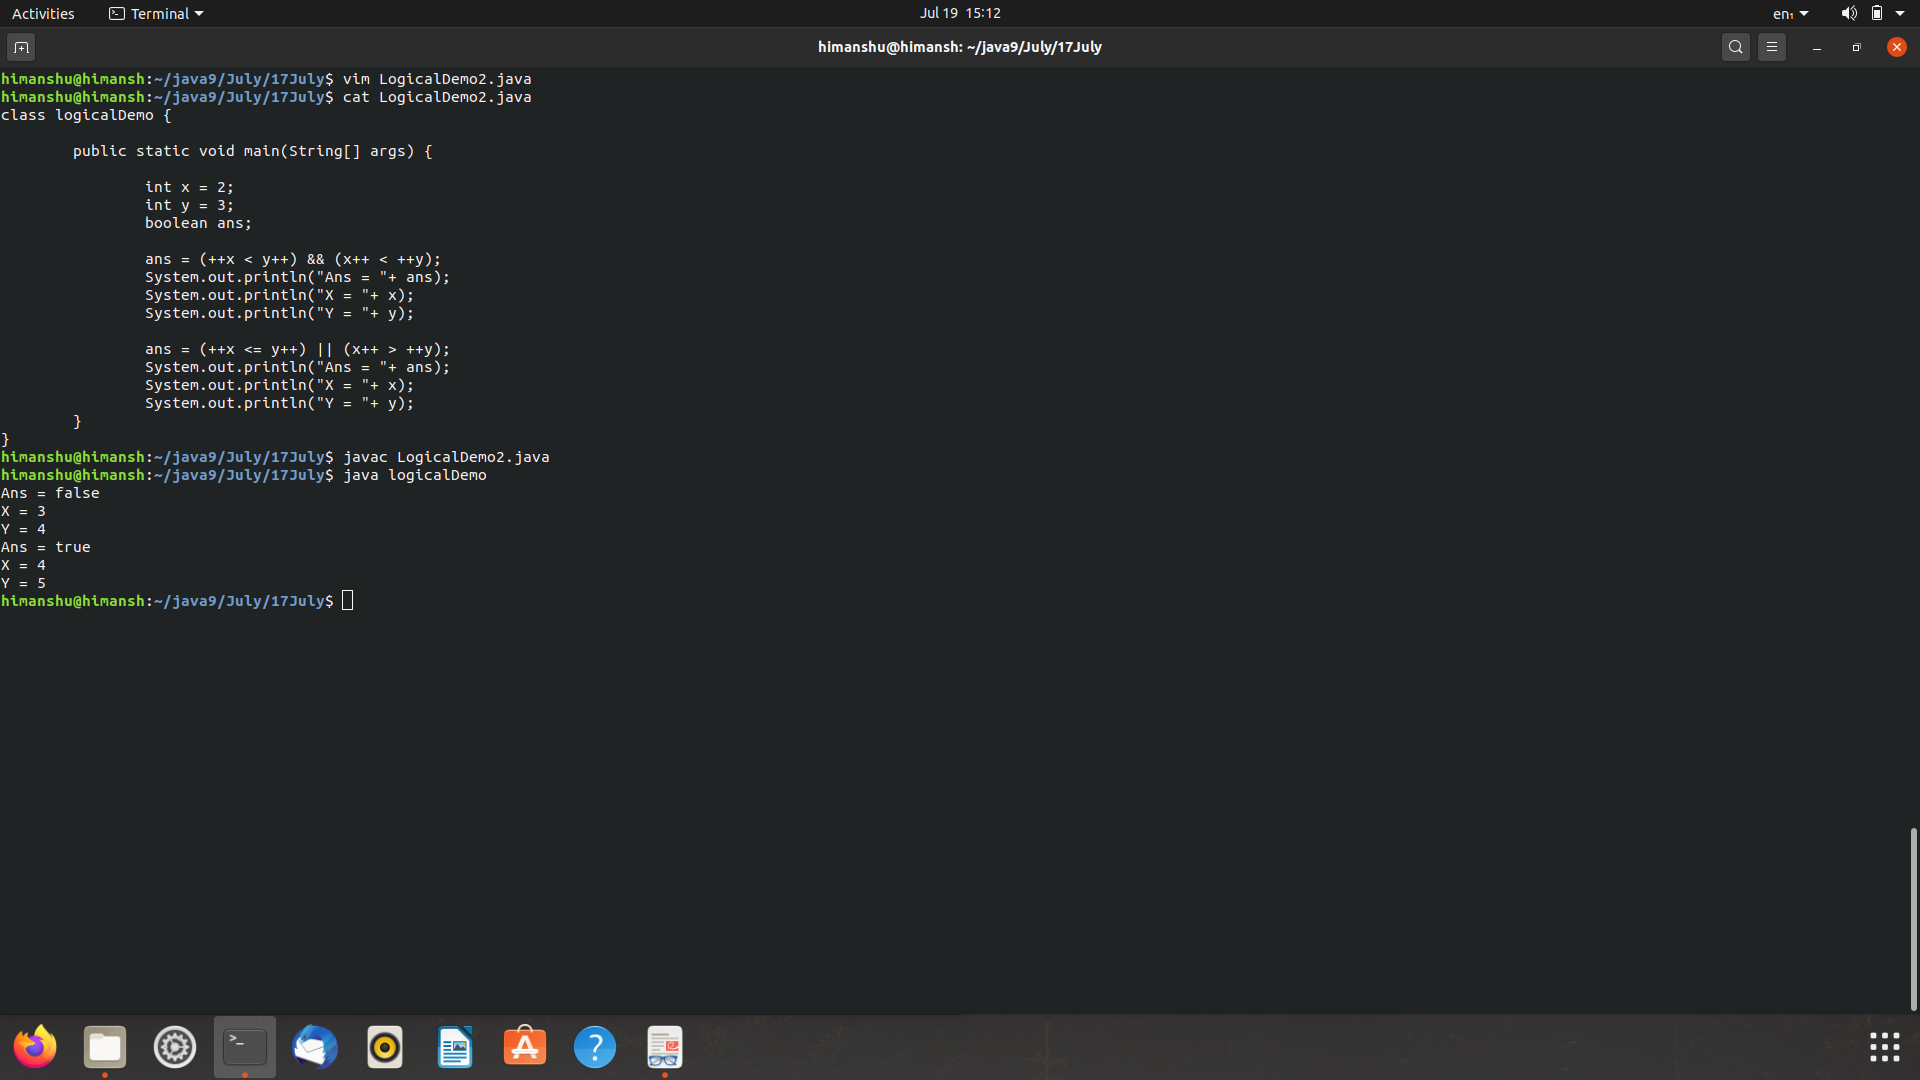 Activities Terminal Jul 19 15:12 en₁
himanshu@himansh: ~/java9/July/17July
himanshu@himansh:~/java9/July/17July$ vim LogicalDemo2.java
himanshu@himansh:~/java9/July/17July$ cat LogicalDemo2.java
class logicalDemo {
        public static void main(String[] args) {
                int x = 2;
                int y = 3;
                boolean ans;
                ans = (++x < y++) && (x++ < ++y);
                System.out.println("Ans = "+ ans);
                System.out.println("X = "+ x);
                System.out.println("Y = "+ y);
                ans = (++x <= y++) || (x++ > ++y);
                System.out.println("Ans = "+ ans);
                System.out.println("X = "+ x);
                System.out.println("Y = "+ y);
        }
}
himanshu@himansh:~/java9/July/17July$ javac LogicalDemo2.java
himanshu@himansh:~/java9/July/17July$ java logicalDemo
Ans = false
X = 3
Y = 4
Ans = true
X = 4
Y = 5
himanshu@himansh:~/java9/July/17July$